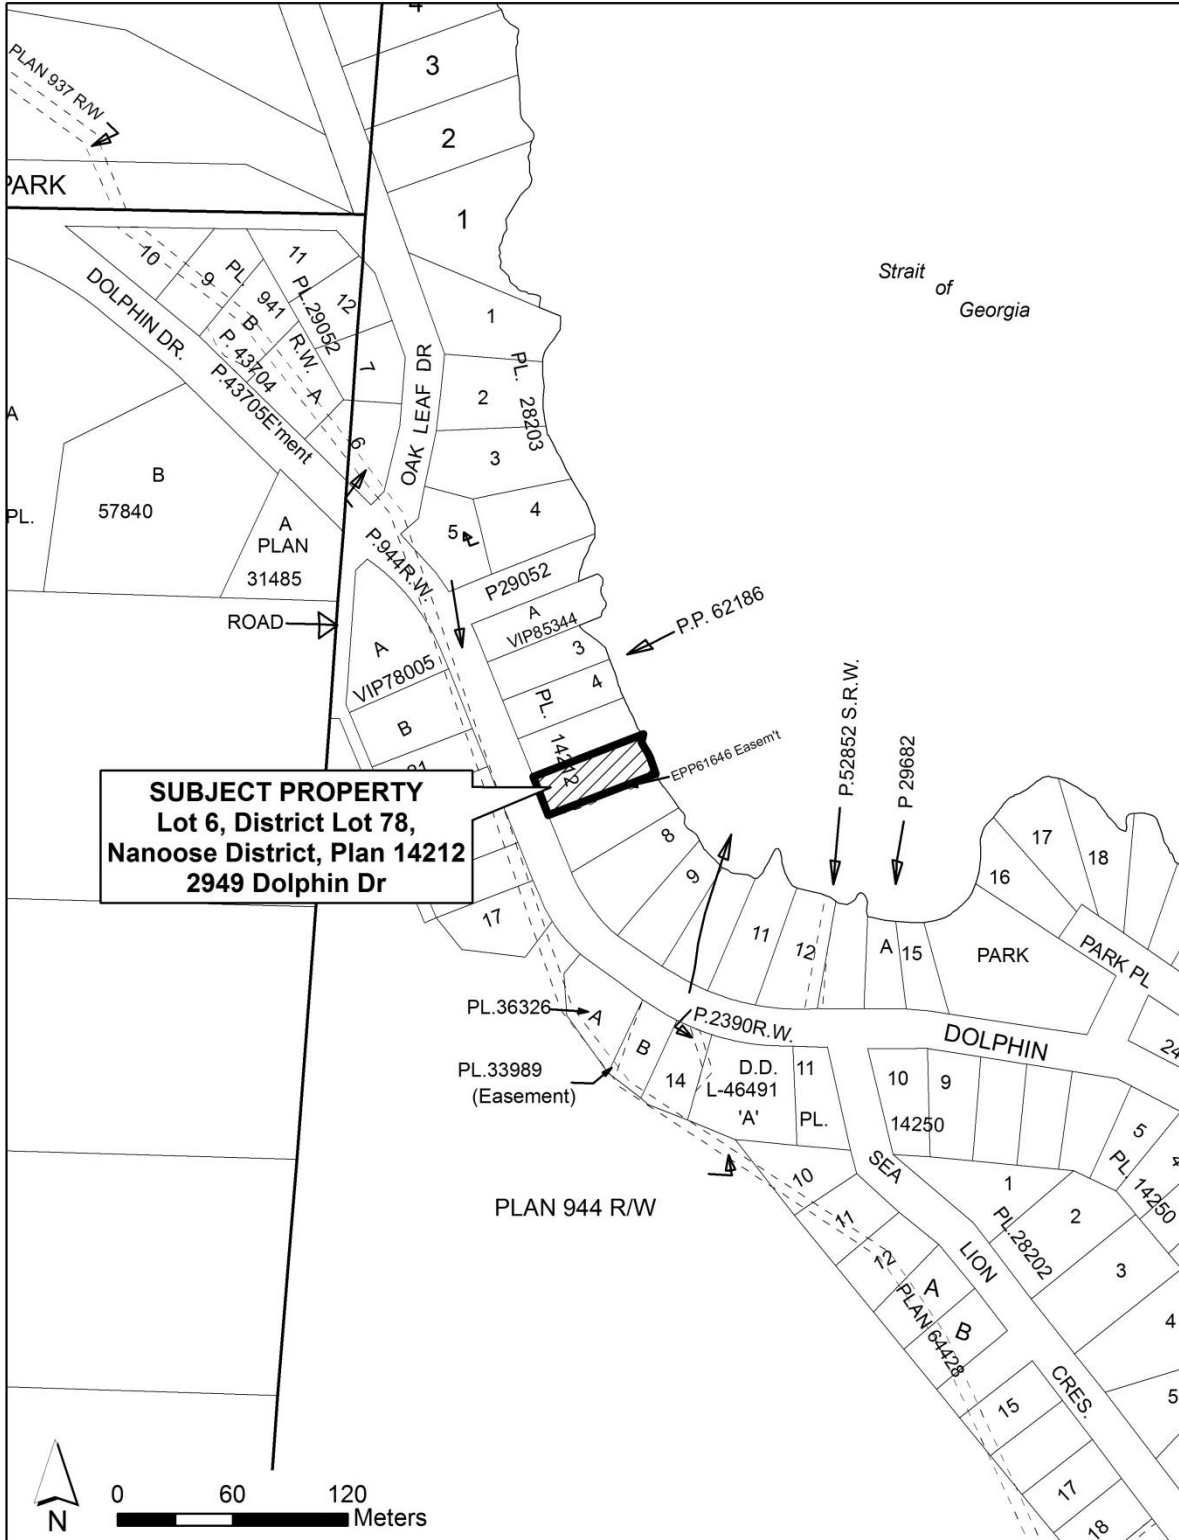 4
3
2
1
PLAN 937 R/W
PARK
Strait
of
Georgia
10
9
PL.
941
R.W.
11
PL.29052
12
7
B
A
P. 43704
P.43705E'ment
6
DOLPHIN DR.
OAK LEAF DR
1
PL.
28203
2
3
4
5
A
B
57840
PL.
A
PLAN
31485
P.944R.W.
P29052
ROAD
A
VIP85344
3
4
P.P. 62186
A
VIP78005
B
PL.
14212
EPP61646 Easem't
P.52852 S.R.W.
P 29682
SUBJECT PROPERTY
Lot 6, District Lot 78,
Nanoose District, Plan 14212
2949 Dolphin Dr
8
9
11
12
A
15
PARK
16
17
18
PARK PL
17
PL.36326
A
P.2390R.W.
DOLPHIN
24
PL.33989
(Easement)
B
14
D.D.
L-46491
'A'
11
PL.
10
9
14250
5
4
PL. 14250
SEA
LION
CRES.
1
PL.28202
2
3
4
5
PLAN 944 R/W
10
11
12
A
B
PLAN 64428
15
17
18
N
0 60 120
Meters